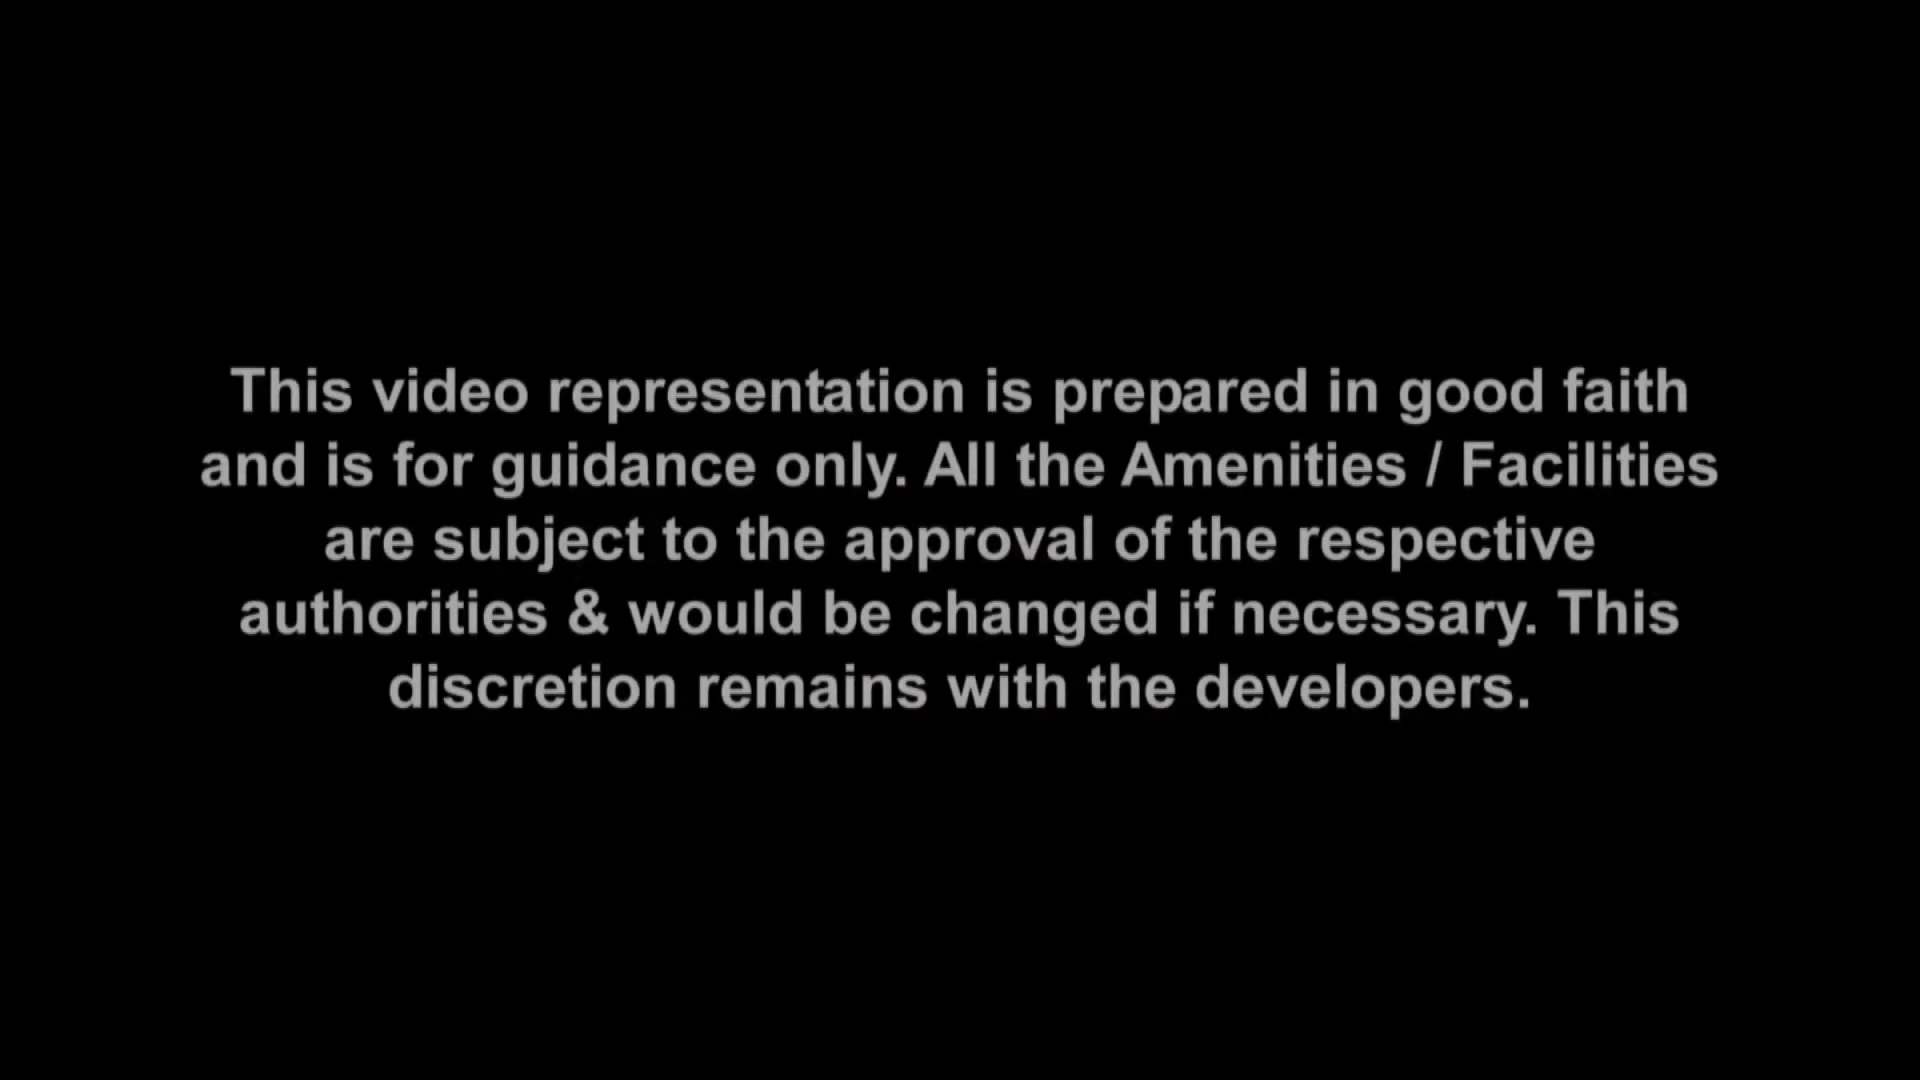 This video representation is prepared in good faith
and is for guidance only. All the Amenities / Facilities
are subject to the approval of the respective
authorities & would be changed if necessary. This
discretion remains with the developers.